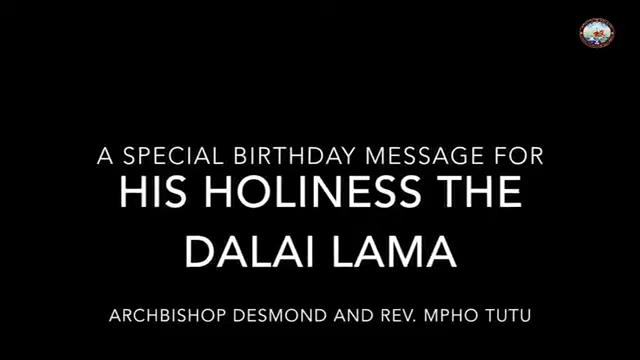 A SPECIAL BIRTHDAY MESSAGE FOR
HIS HOLINESS THE
DALAI LAMA
ARCHBISHOP DESMOND AND REV. MPHO TUTU